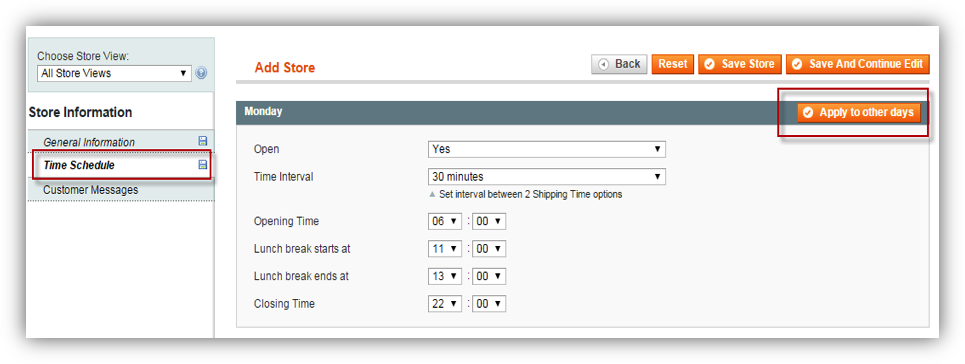 Choose Store View:
All Store Views
Add Store
Back
Reset
Save Store
Save And Continue Edit
Store Information
General Information
Time Schedule
Customer Messages
Monday
Apply to other days
Open
Yes
Time Interval
30 minutes
Set interval between 2 Shipping Time options
Opening Time
06 : 00
Lunch break starts at
11 : 00
Lunch break ends at
13 : 00
Closing Time
22 : 00